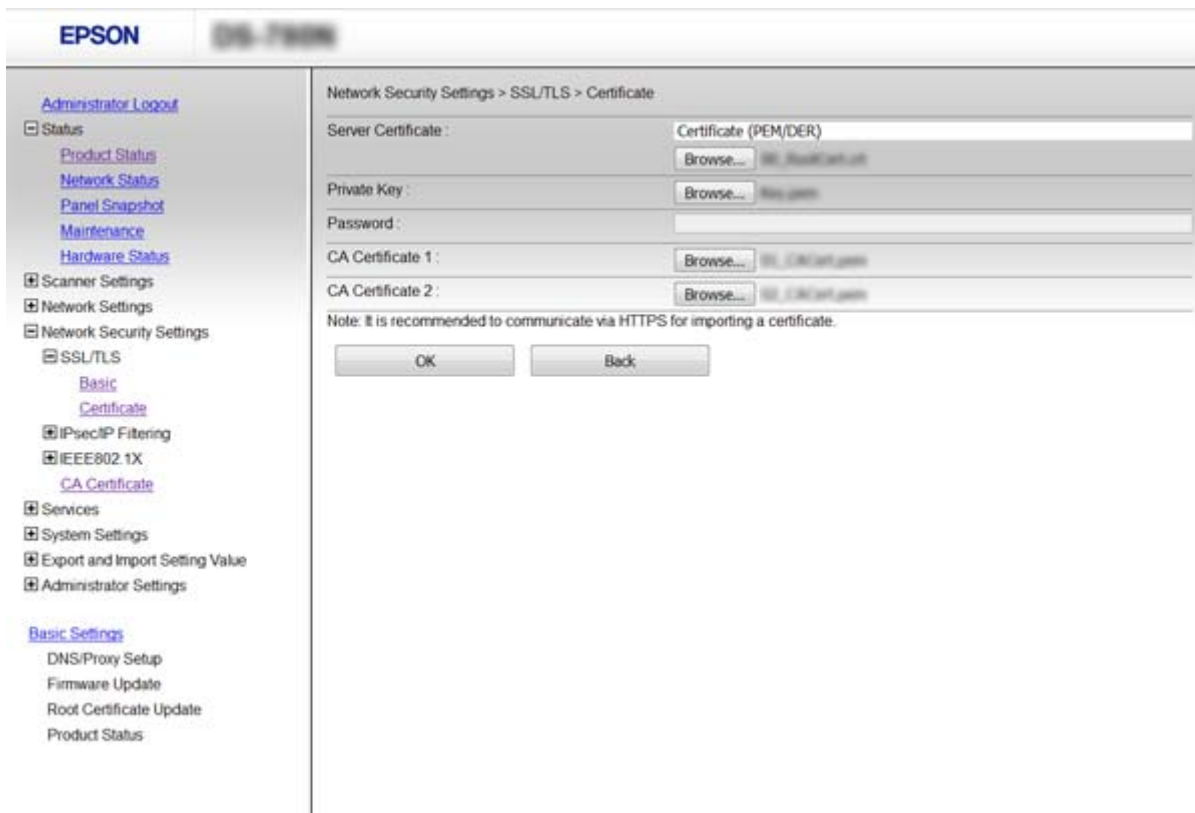 EPSON
Administrator Logout
Status
Product Status
Network Status
Panel Snapshot
Maintenance
Hardware Status
Scanner Settings
Network Settings
Network Security Settings
SSL/TLS
Basic
Certificate
IPsec/IP Filtering
IEEE802.1X
CA Certificate
Services
System Settings
Export and Import Setting Value
Administrator Settings
Basic Settings
DNS/Proxy Setup
Firmware Update
Root Certificate Update
Product Status
Network Security Settings > SSL/TLS > Certificate
Server Certificate : Certificate (PEM/DER)
Browse...
Private Key : Browse...
Password :
CA Certificate 1 : Browse...
CA Certificate 2 : Browse...
Note: It is recommended to communicate via HTTPS for importing a certificate.
OK Back